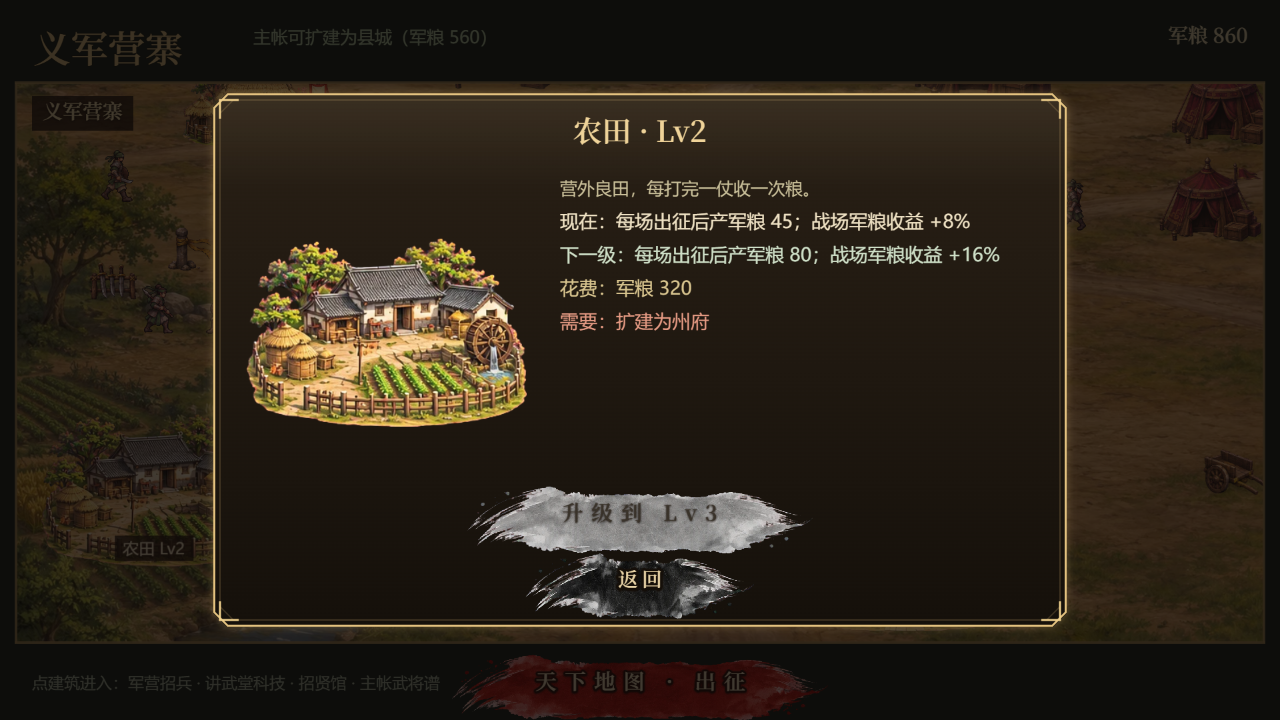 义军营寨
主帐可扩建为县城（军粮 560）
军粮 860
义军营寨
农田 · Lv2
营外良田，每打完一仗收一次粮。
现在：每场出征后产军粮 45；战场军粮收益 +8%
下一级：每场出征后产军粮 80；战场军粮收益 +16%
花费：军粮 320
需要：扩建为州府
升级到 Lv3
农田 Lv2
返回
点建筑进入：军营招兵 · 讲武堂科技 · 招贤馆 · 主帐武将谱
天下地图 · 出征